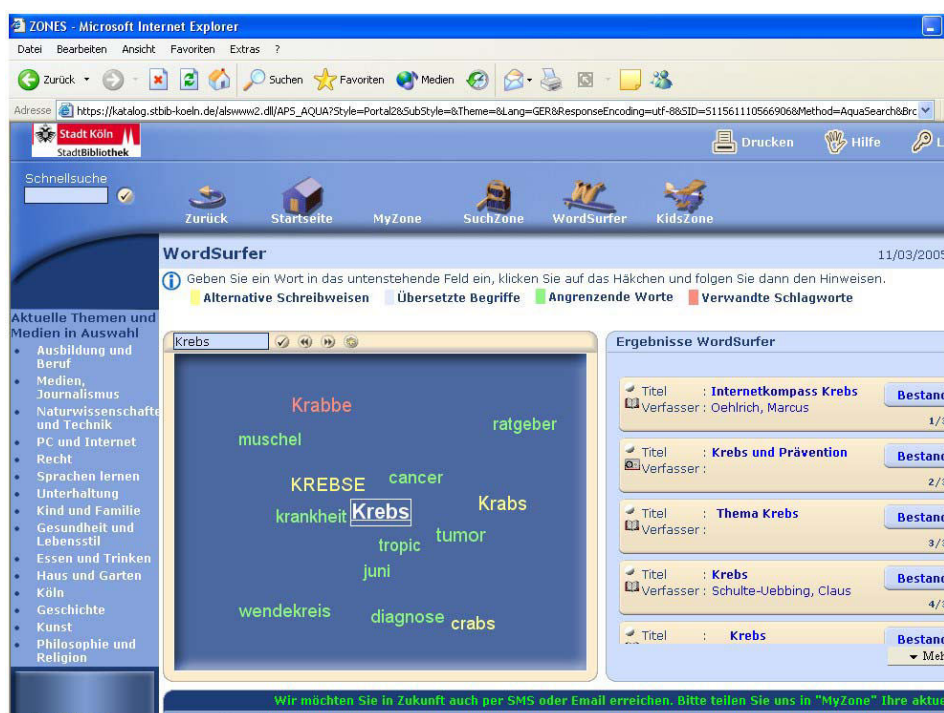 ZONES - Microsoft Internet Explorer
Datei Bearbeiten Ansicht Favoriten Extras ?
Zurück Suchen Favoriten Medien
Adresse https://katalog.stbib-koeln.de/alswww2.dll/APS_AQUA?Style=Portal2&SubStyle=&Theme=&Lang=GER&ResponseEncoding=utf-8&SID=S11561110566906&Method=AquaSearch&Brc
Stadt Köln
StadtBibliothek
Drucken Hilfe L
Schnellsuche
Zurück Startseite MyZone SuchZone WordSurfer KidsZone
WordSurfer 11/03/2005
Geben Sie ein Wort in das untenstehende Feld ein, klicken Sie auf das Häkchen und folgen Sie dann den Hinweisen.
Alternative Schreibweisen Übersetzte Begriffe Angrenzende Worte Verwandte Schlagworte
Aktuelle Themen und
Medien in Auswahl
Ausbildung und
Beruf
Medien,
Journalismus
Naturwissenschafte
und Technik
PC und Internet
Recht
Sprachen lernen
Unterhaltung
Kind und Familie
Gesundheit und
Lebensstil
Essen und Trinken
Haus und Garten
Köln
Geschichte
Kunst
Philosophie und
Religion
Krebs
Krabbe
ratgeber
muschel
cancer
KREBSE
Krabs
krankheit Krebs
tumor
tropic
juni
wendekreis
diagnose crabs
Ergebnisse WordSurfer
Titel : Internetkompass Krebs
Verfasser : Oehlrich, Marcus
Bestand
1/
Titel : Krebs und Prävention
Verfasser :
Bestand
2/
Titel : Thema Krebs
Verfasser :
Bestand
3/
Titel : Krebs
Verfasser : Schulte-Uebbing, Claus
Bestand
4/
Titel : Krebs
Bestand
Meh
Wir möchten Sie in Zukunft auch per SMS oder Email erreichen. Bitte teilen Sie uns in "MyZone" Ihre aktue